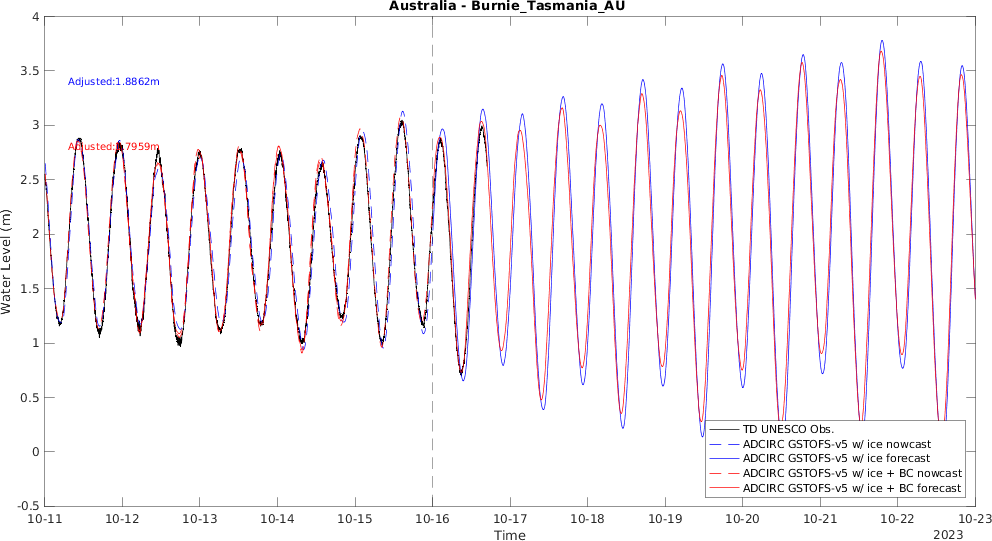 Australia - Burnie_Tasmania_AU
4
3.5
3
2.5
2
1.5
1
0.5
0
-0.5
Water Level (m)
Adjusted:1.8862m
7959m
TD UNESCO Obs.
ADCIRC GSTOFS-v5 w/ ice nowcast
ADCIRC GSTOFS-v5 w/ ice forecast
ADCIRC GSTOFS-v5 w/ ice + BC nowcast
ADCIRC GSTOFS-v5 w/ ice + BC forecast
10-11 10-12 10-13 10-14 10-15 10-16 10-17 10-18 10-19 10-20 10-21 10-22 10-23
Time
2023